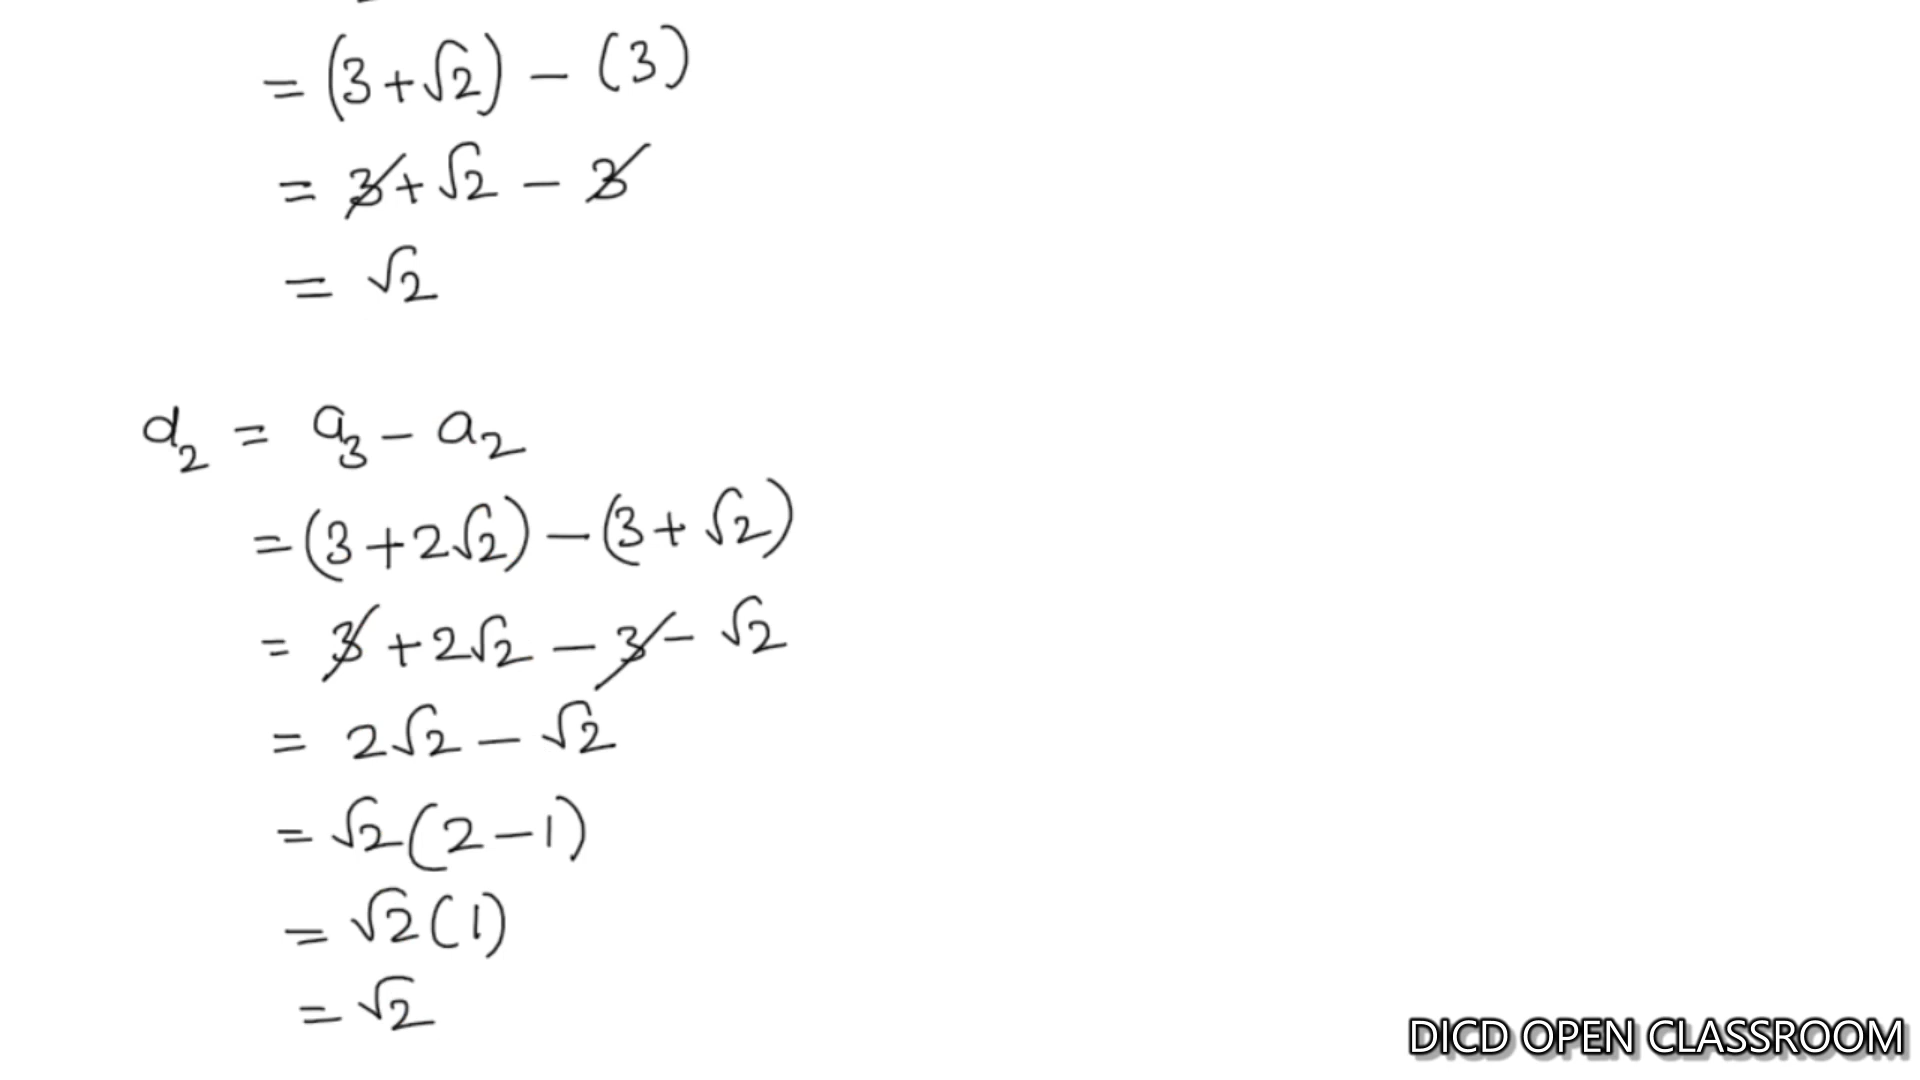 = (3+√2) - (3)
= 3+√2 - 3
= √2
d₂ = a₃ - a₂
= (3+2√2) - (3+√2)
= 3 +2√2 - 3 - √2
= 2√2 - √2
= √2(2-1)
= √2(1)
= √2
DICD OPEN CLASSROOM